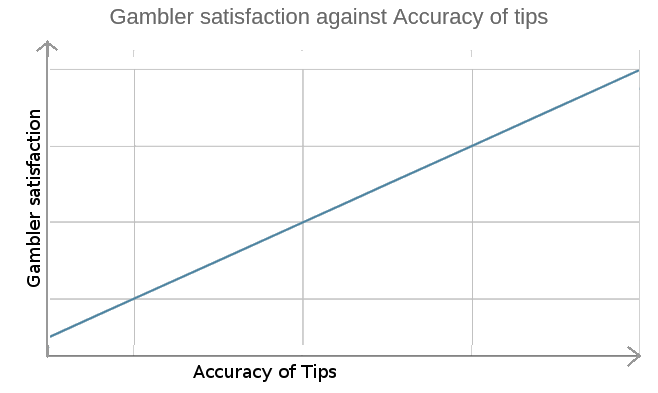 Gambler satisfaction against Accuracy of tips
Gambler satisfaction
Accuracy of Tips